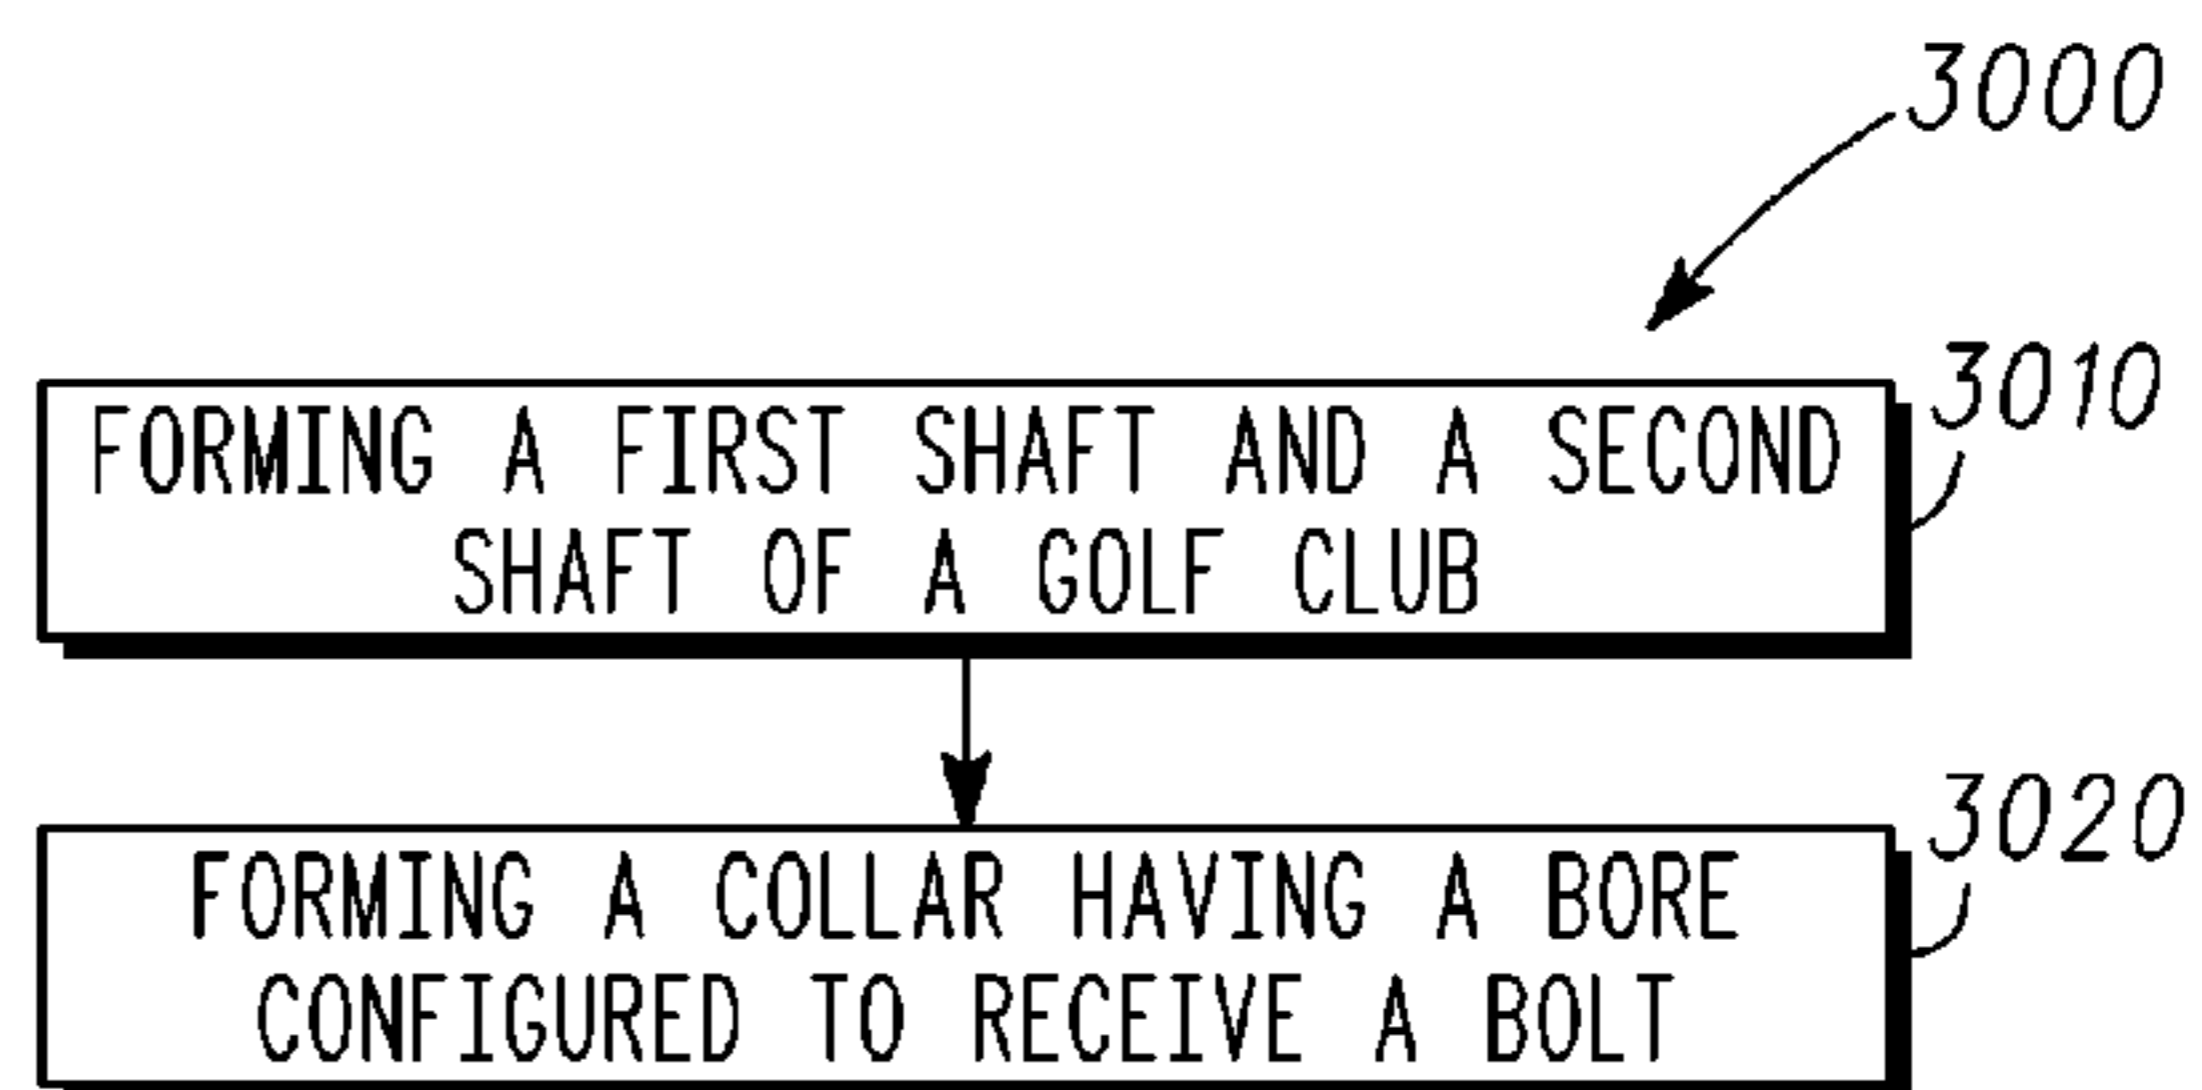 3000
3010
FORMING A FIRST SHAFT AND A SECOND
SHAFT OF A GOLF CLUB
3020
FORMING A COLLAR HAVING A BORE
CONFIGURED TO RECEIVE A BOLT